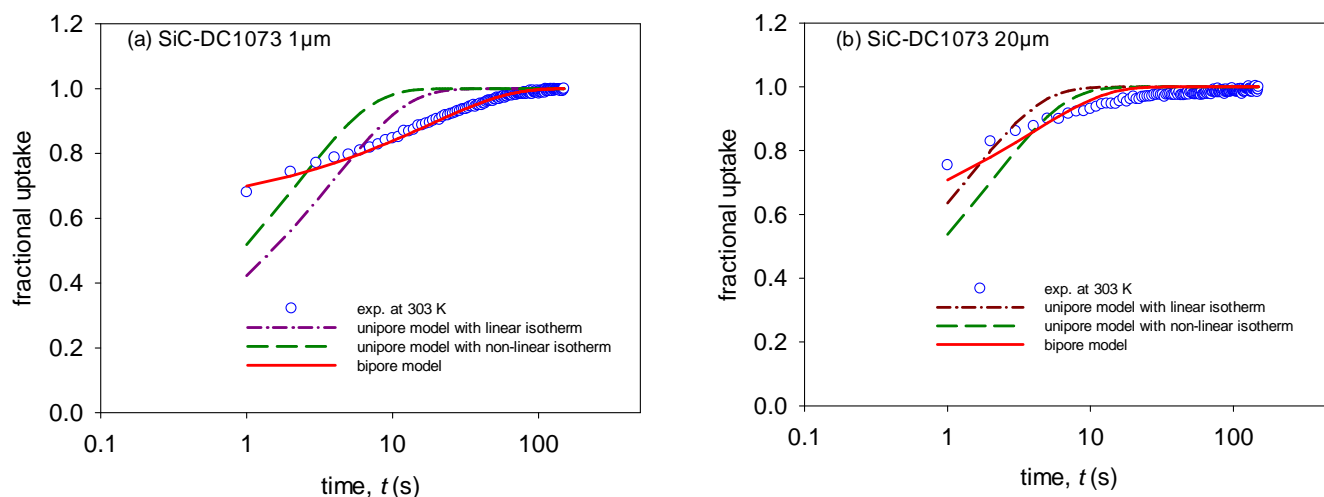 (a) SiC-DC1073 1µm
fractional uptake
1.2
1.0
0.8
0.6
0.4
0.2
0.0
exp. at 303 K
unipore model with linear isotherm
unipore model with non-linear isotherm
bipore model
0.1
1
10
100
time, t (s)
(b) SiC-DC1073 20µm
fractional uptake
1.2
1.0
0.8
0.6
0.4
0.2
0.0
exp. at 303 K
unipore model with linear isotherm
unipore model with non-linear isotherm
bipore model
0.1
1
10
100
time, t (s)